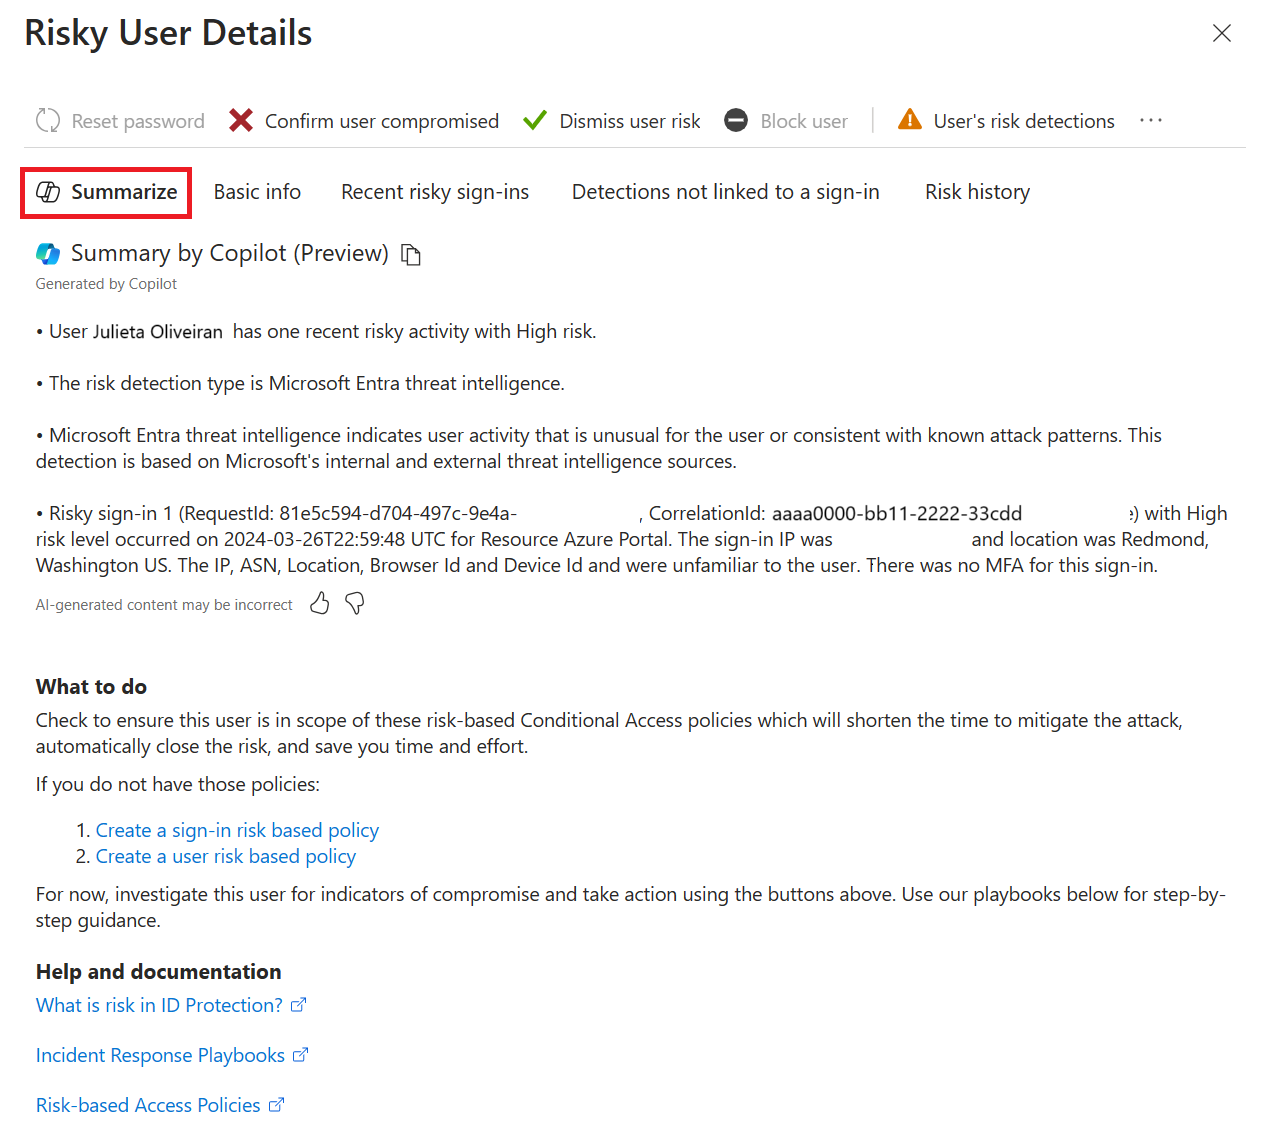 Risky User Details
Reset password Confirm user compromised Dismiss user risk Block user User's risk detections ...
Summarize Basic info Recent risky sign-ins Detections not linked to a sign-in Risk history
Summary by Copilot (Preview)
Generated by Copilot
• User Julieta Oliveiran has one recent risky activity with High risk.
• The risk detection type is Microsoft Entra threat intelligence.
• Microsoft Entra threat intelligence indicates user activity that is unusual for the user or consistent with known attack patterns. This
detection is based on Microsoft's internal and external threat intelligence sources.
• Risky sign-in 1 (RequestId: 81e5c594-d704-497c-9e4a- , CorrelationId: aaaa0000-bb11-2222-33cdd ) with High
risk level occurred on 2024-03-26T22:59:48 UTC for Resource Azure Portal. The sign-in IP was and location was Redmond,
Washington US. The IP, ASN, Location, Browser Id and Device Id and were unfamiliar to the user. There was no MFA for this sign-in.
AI-generated content may be incorrect
What to do
Check to ensure this user is in scope of these risk-based Conditional Access policies which will shorten the time to mitigate the attack,
automatically close the risk, and save you time and effort.
If you do not have those policies:
1. Create a sign-in risk based policy
2. Create a user risk based policy
For now, investigate this user for indicators of compromise and take action using the buttons above. Use our playbooks below for step-by-
step guidance.
Help and documentation
What is risk in ID Protection?
Incident Response Playbooks
Risk-based Access Policies